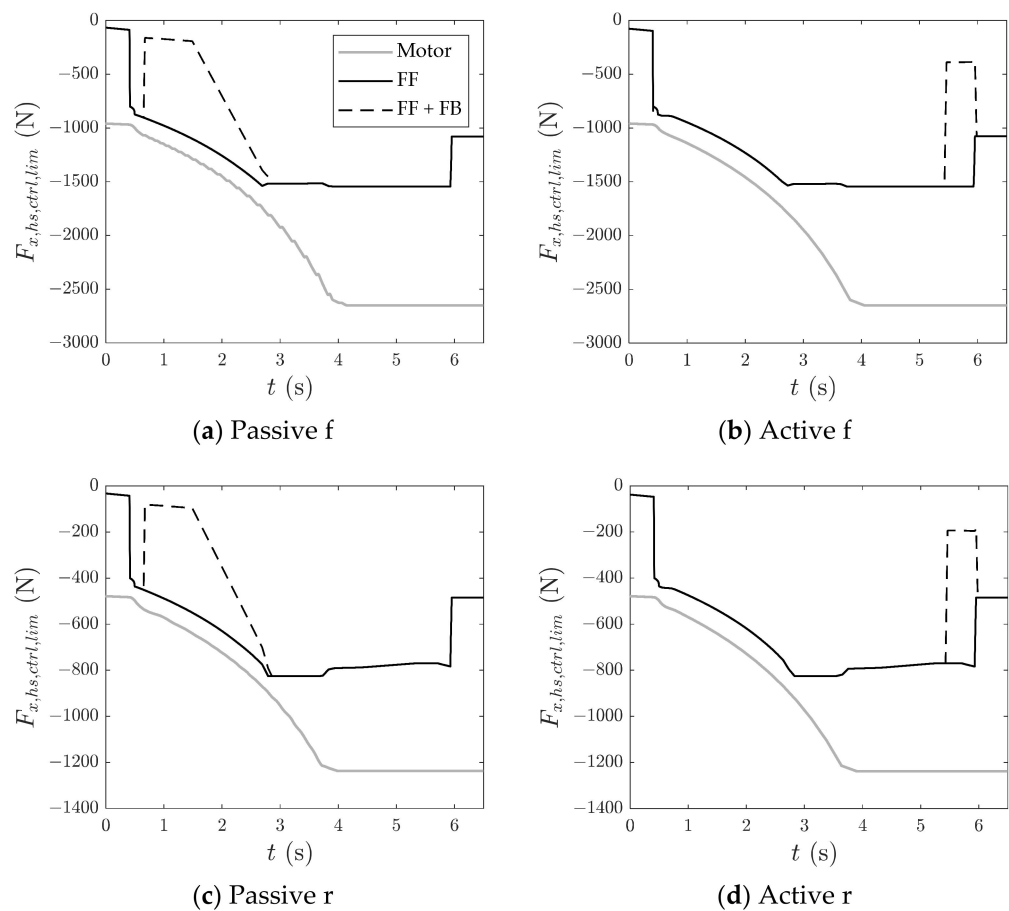 0
−500
−1000
−1500
−2000
−2500
−3000
F_{x,hs,ctrl,lim} (N)
Motor
FF
FF + FB
0 1 2 3 4 5 6
t (s)
(a) Passive f
0
−500
−1000
−1500
−2000
−2500
−3000
F_{x,hs,ctrl,lim} (N)
0 1 2 3 4 5 6
t (s)
(b) Active f
0
−200
−400
−600
−800
−1000
−1200
−1400
F_{x,hs,ctrl,lim} (N)
0 1 2 3 4 5 6
t (s)
(c) Passive r
0
−200
−400
−600
−800
−1000
−1200
−1400
F_{x,hs,ctrl,lim} (N)
0 1 2 3 4 5 6
t (s)
(d) Active r